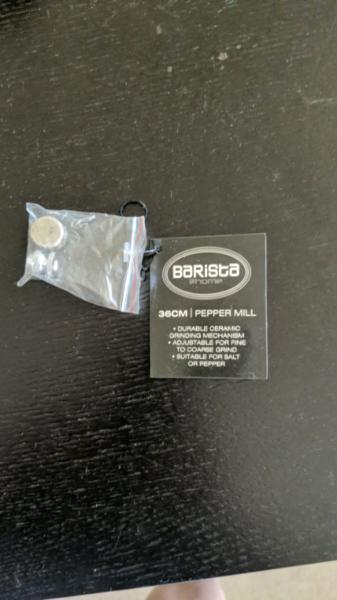 BARISTA
@HOME
36CM | PEPPER MILL
• DURABLE CERAMIC
GRINDING MECHANISM
• ADJUSTABLE FOR FINE
TO COARSE GRIND
• SUITABLE FOR SALT
OR PEPPER